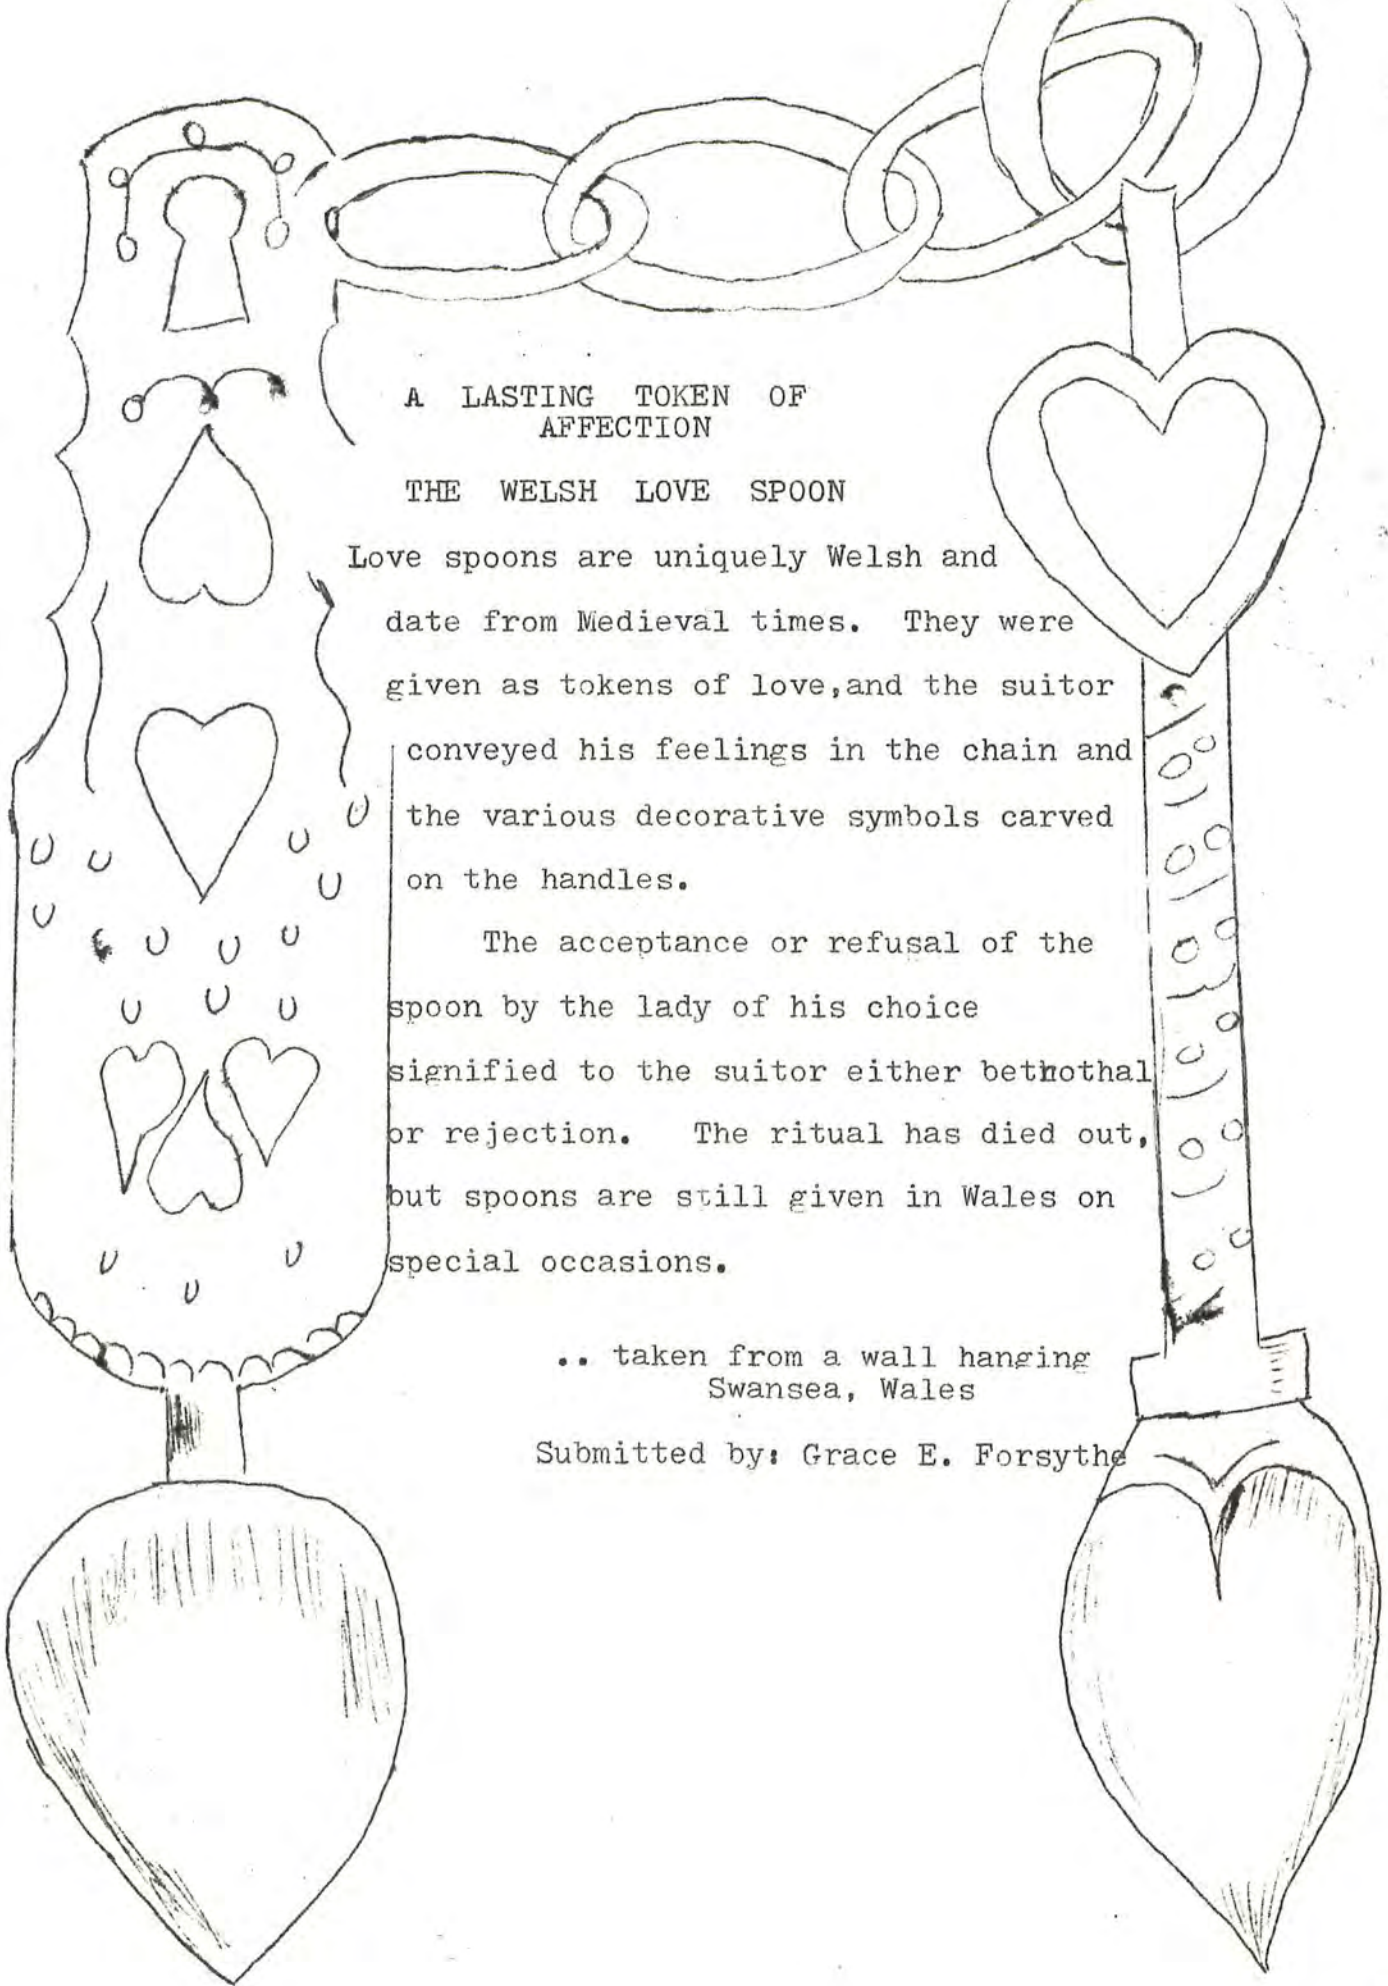 A LASTING TOKEN OF
AFFECTION
THE WELSH LOVE SPOON
Love spoons are uniquely Welsh and
date from Medieval times. They were
given as tokens of love,and the suitor
conveyed his feelings in the chain and
the various decorative symbols carved
on the handles.
The acceptance or refusal of the
spoon by the lady of his choice
signified to the suitor either bethothal
or rejection. The ritual has died out,
but spoons are still given in Wales on
special occasions.
.. taken from a wall hanging
Swansea, Wales
Submitted by: Grace E. Forsythe